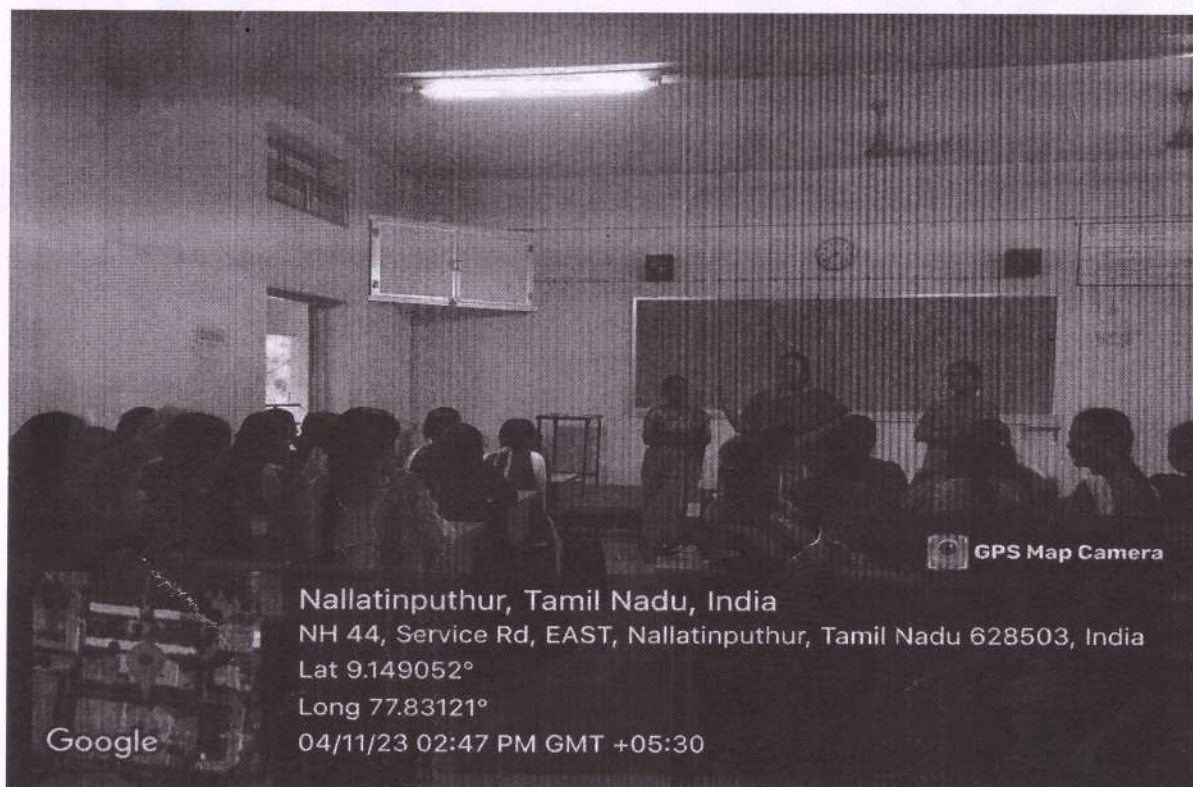 GPS Map Camera
Nallatinputhur, Tamil Nadu, India
NH 44, Service Rd, EAST, Nallatinputhur, Tamil Nadu 628503, India
Lat 9.149052°
Long 77.83121°
04/11/23 02:47 PM GMT +05:30
Google